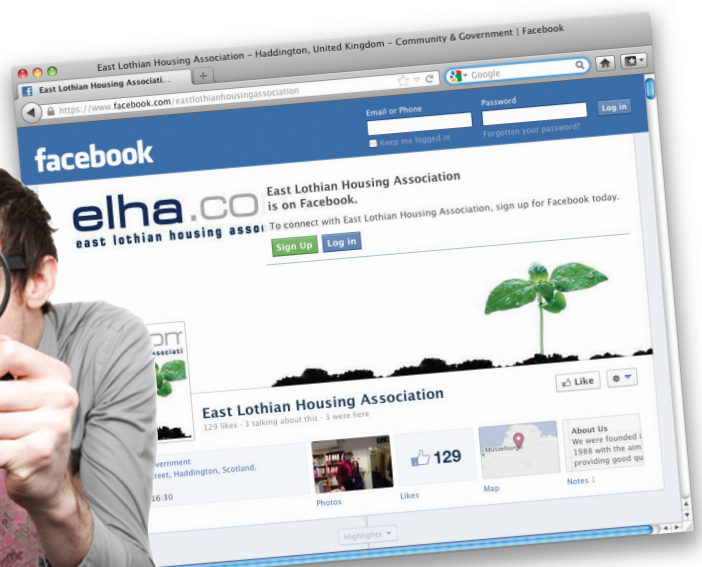 East Lothian Housing Association – Haddington, United Kingdom – Community & Government | Facebook
East Lothian Housing Associati...
https://www.facebook.com/eastlothianhousingassociation
Google
facebook
Email or Phone
Password
Log in
Keep me logged in
Forgotten your password?
elha.co
east lothian housing asso
East Lothian Housing Association
is on Facebook.
To connect with East Lothian Housing Association, sign up for Facebook today.
Sign Up
Log in
om
associati
East Lothian Housing Association
129 likes · 3 talking about this · 3 were here
Like
vernment
reet, Haddington, Scotland.
16:30
Photos
129
Likes
Musselburgh
Map
About Us
We were founded i
1988 with the aim
providing good qu
Notes 1
Highlights